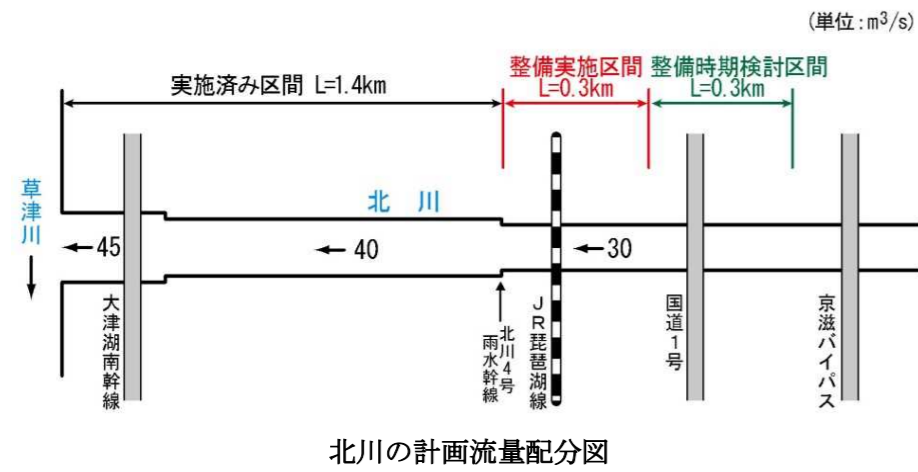 (単位:m³/s)
整備実施区間
L=0.3km
整備時期検討区間
L=0.3km
実施済み区間 L=1.4km
草津川
北 川
←45
←40
←30
大津湖南幹線
北川4号
雨水幹線
JR琵琶湖線
国道1号
京滋バイパス
北川の計画流量配分図